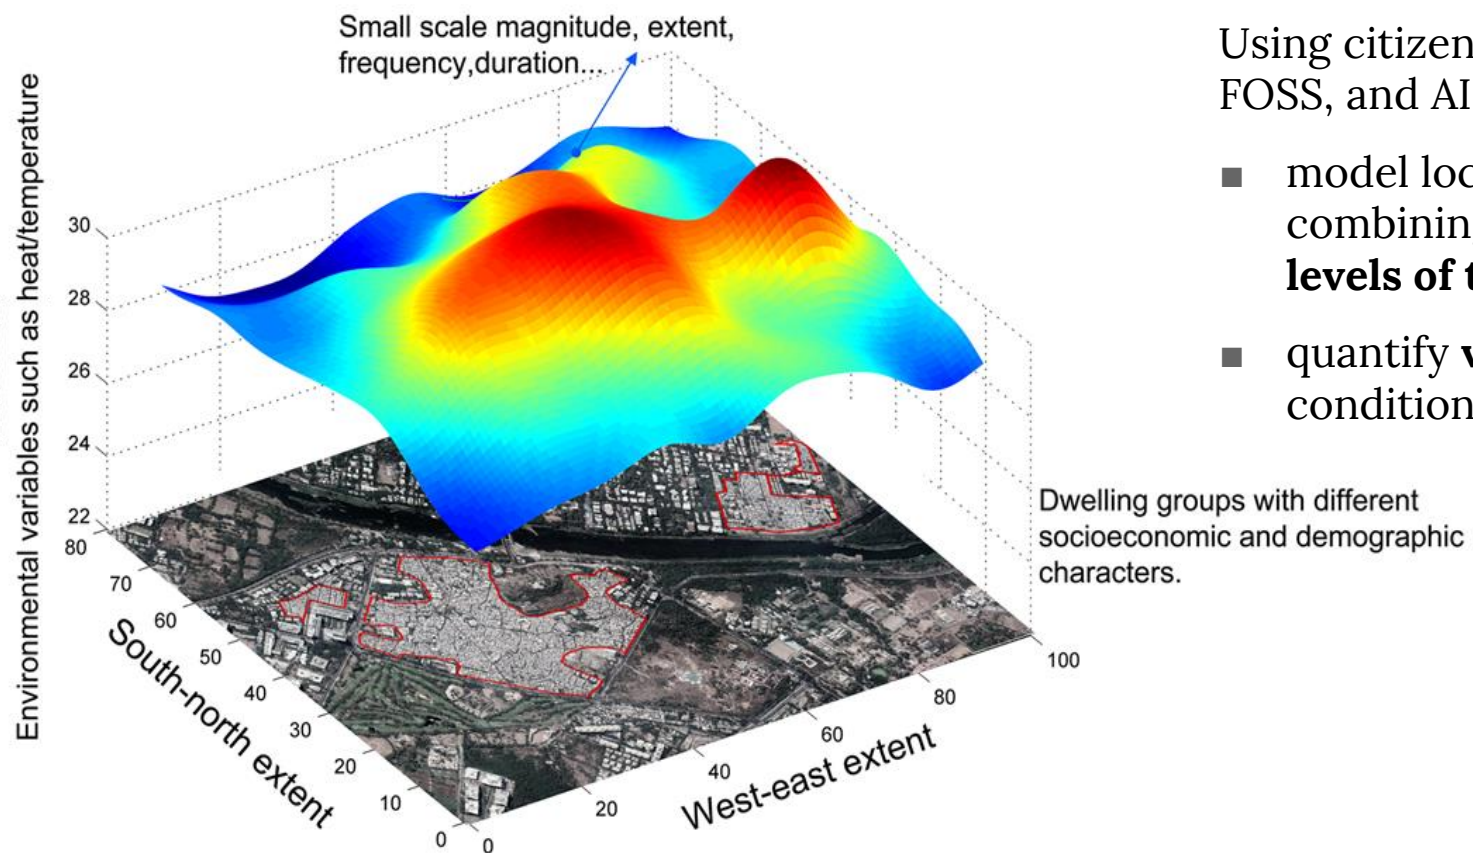 Small scale magnitude, extent,
frequency,duration...
Environmental variables such as heat/temperature
30
28
26
24
22
80
70
60
50
40
30
20
10
0
0
20
40
60
80
100
South-north extent
West-east extent
Dwelling groups with different
socioeconomic and demographic
characters.
Using citizen
FOSS, and AI
■ model loc
combinin
levels of t
■ quantify v
condition